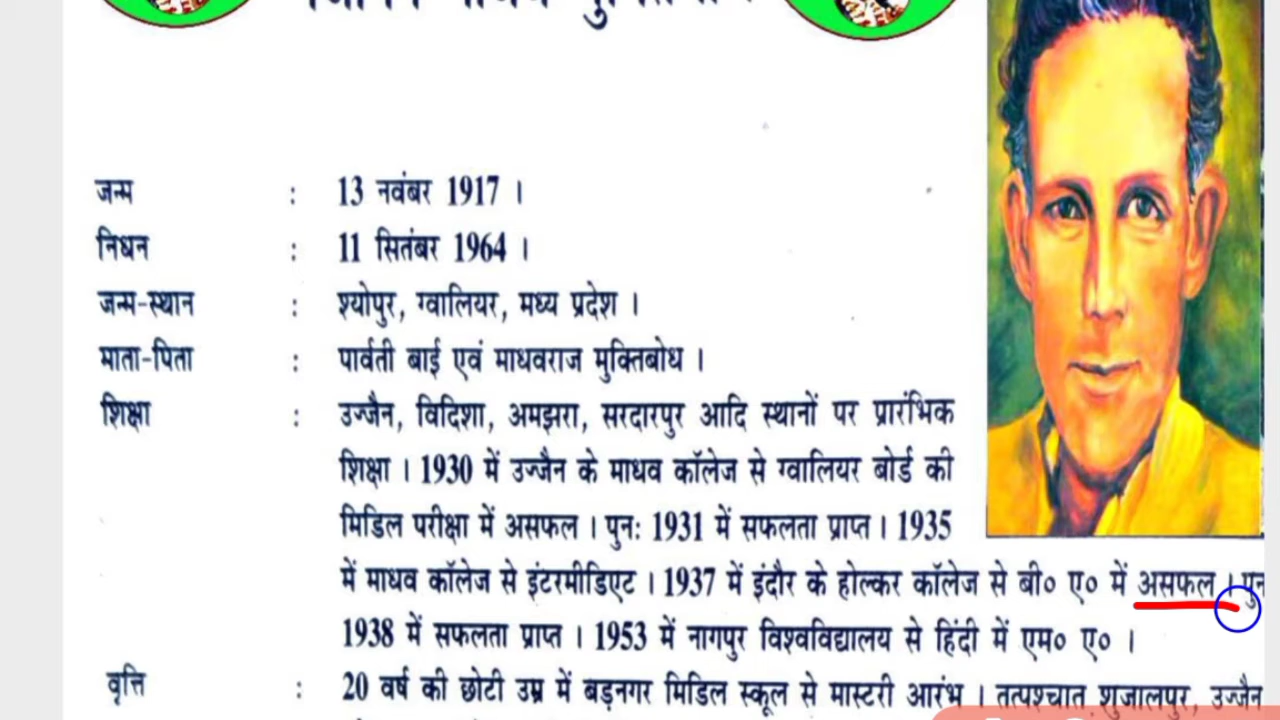 जन्म : 13 नवंबर 1917 ।
निधन : 11 सितंबर 1964 ।
जन्म-स्थान : श्योपुर, ग्वालियर, मध्य प्रदेश ।
माता-पिता : पार्वती बाई एवं माधवराज मुक्तिबोध ।
शिक्षा : उज्जैन, विदिशा, अमझरा, सरदारपुर आदि स्थानों पर प्रारंभिक
शिक्षा । 1930 में उज्जैन के माधव कॉलेज से ग्वालियर बोर्ड की
मिडिल परीक्षा में असफल । पुन: 1931 में सफलता प्राप्त । 1935
में माधव कॉलेज से इंटरमीडिएट । 1937 में इंदौर के होल्कर कॉलेज से बी० ए० में असफल । पुन
1938 में सफलता प्राप्त । 1953 में नागपुर विश्वविद्यालय से हिंदी में एम० ए० ।
वृत्ति : 20 वर्ष की छोटी उम्र में बड़नगर मिडिल स्कूल से मास्टरी आरंभ । तत्पश्चात् शुजालपुर, उज्जैन